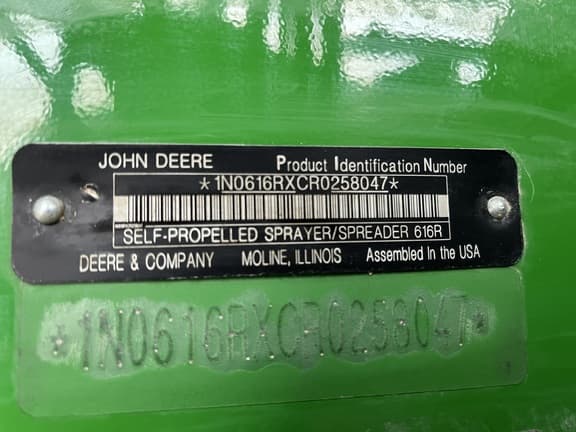 JOHN DEERE Product Identification Number
*1N0616RXCR0258047*
SELF-PROPELLED SPRAYER/SPREADER 616R
DEERE & COMPANY MOLINE, ILLINOIS Assembled In the USA
*1N0616RXCR0258047*